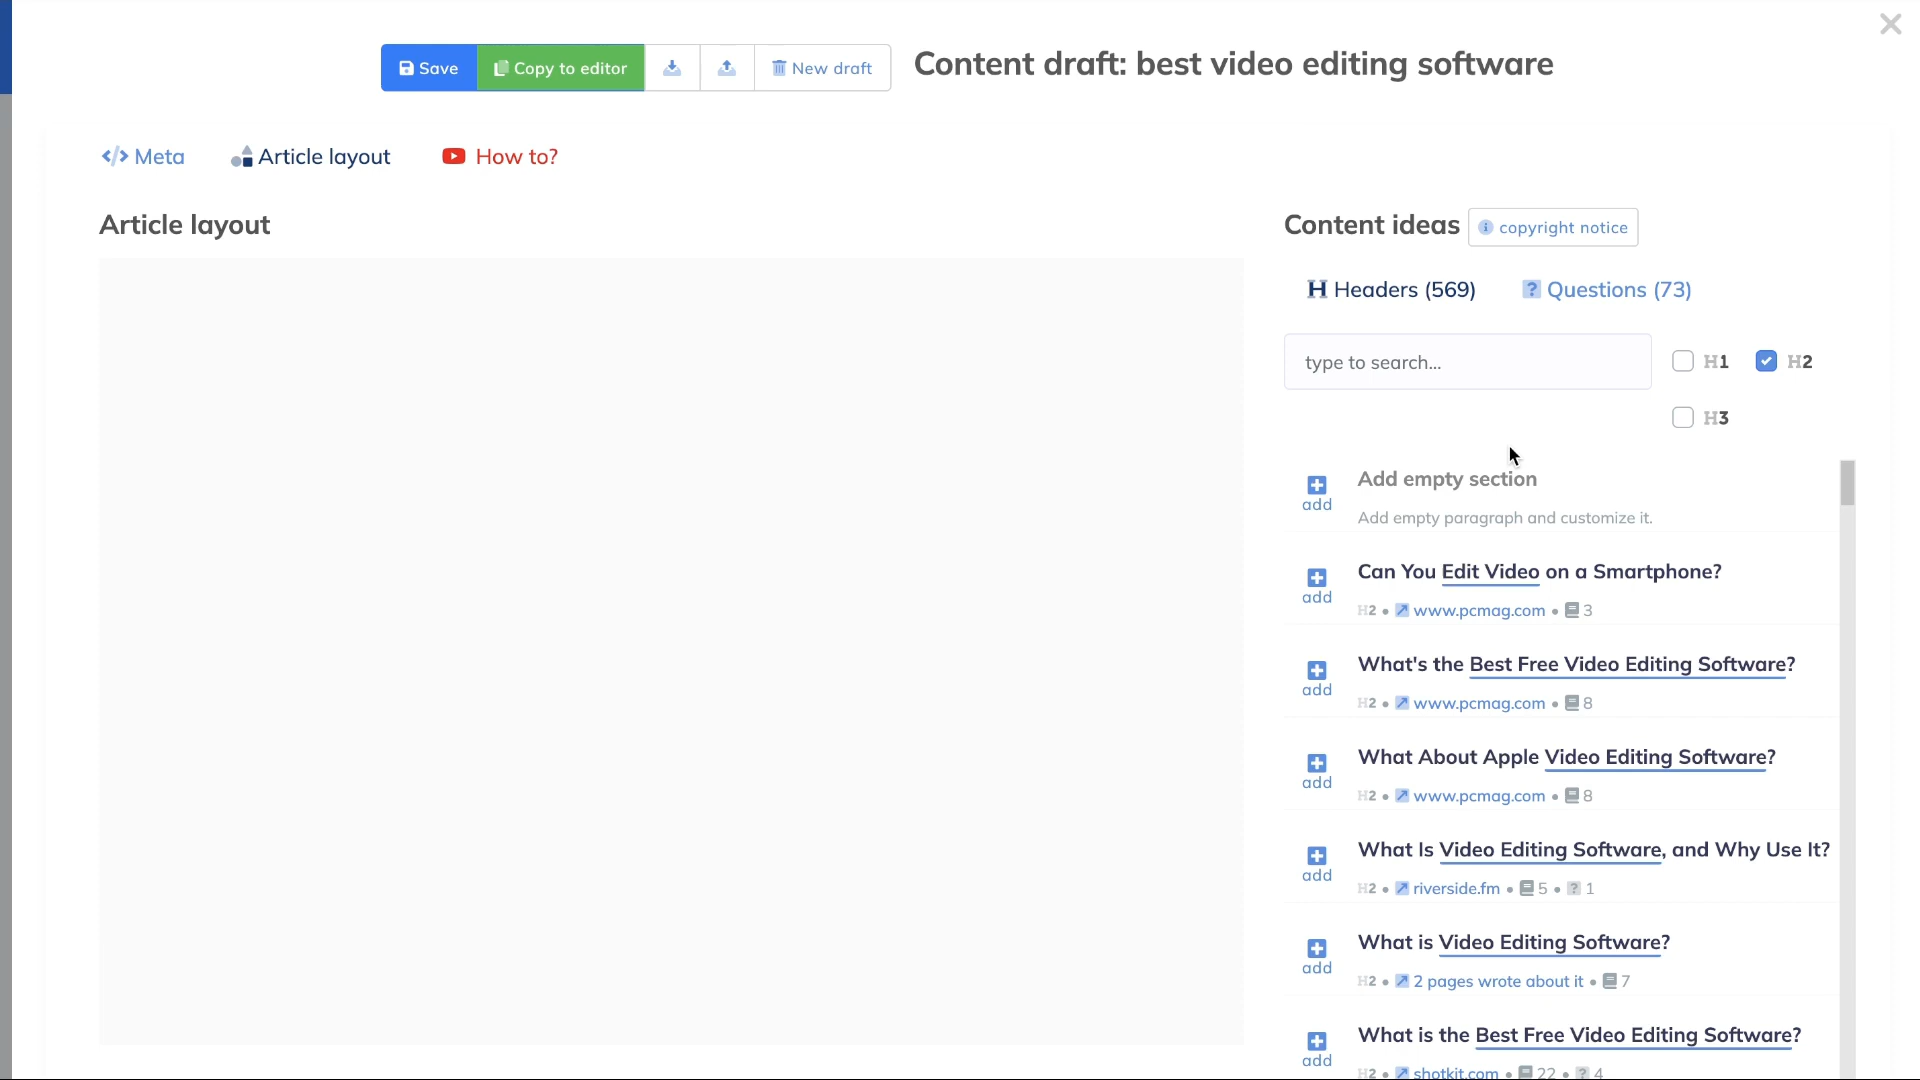 Save Copy to editor New draft Content draft: best video editing software
</> Meta Article layout How to?
Article layout
Content ideas copyright notice
H Headers (569) ? Questions (73)
type to search... H1 H2
H3
Add empty section
add
Add empty paragraph and customize it.
Can You Edit Video on a Smartphone?
add
H2 • www.pcmag.com • 3
What's the Best Free Video Editing Software?
add
H2 • www.pcmag.com • 8
What About Apple Video Editing Software?
add
H2 • www.pcmag.com • 8
What Is Video Editing Software, and Why Use It?
add
H2 • riverside.fm • 5 • ? 1
What is Video Editing Software?
add
H2 • 2 pages wrote about it • 7
What is the Best Free Video Editing Software?
add
H2 • shotkit.com • 22 • ? 4